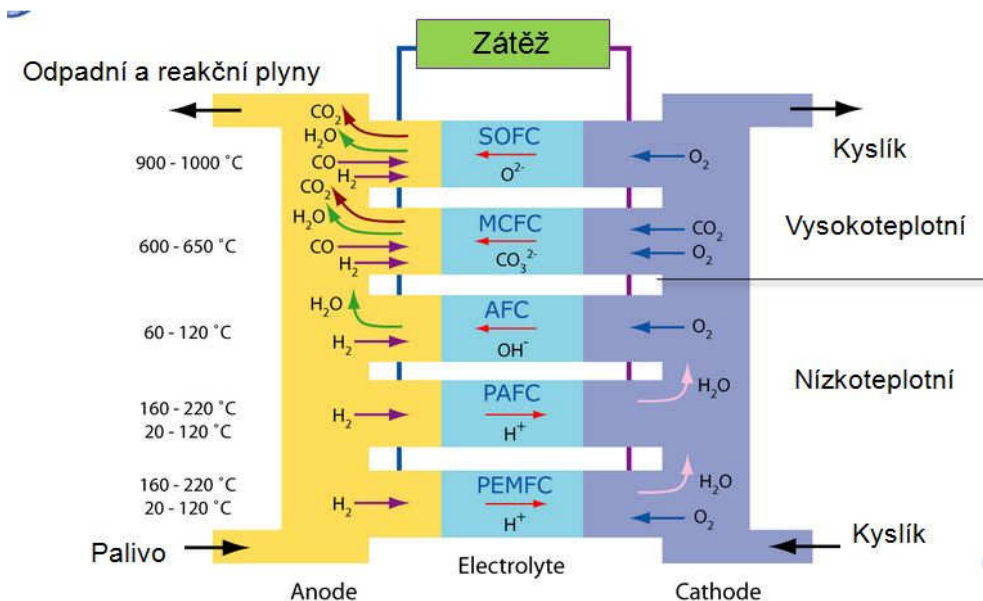 Zátěž
Odpadní a reakční plyny
CO2
H2O
900 - 1000 ˚C
CO
H2
SOFC
O2-
O2
Kyslík
CO2
H2O
600 - 650 ˚C
CO
H2
MCFC
CO32-
CO2
O2
Vysokoteplotní
H2O
60 - 120 ˚C
H2
AFC
OH-
O2
Nízkoteplotní
160 - 220 ˚C
20 - 120 ˚C
H2
PAFC
H+
H2O
160 - 220 ˚C
20 - 120 ˚C
H2
PEMFC
H+
H2O
O2
Palivo
Kyslík
Anode
Electrolyte
Cathode